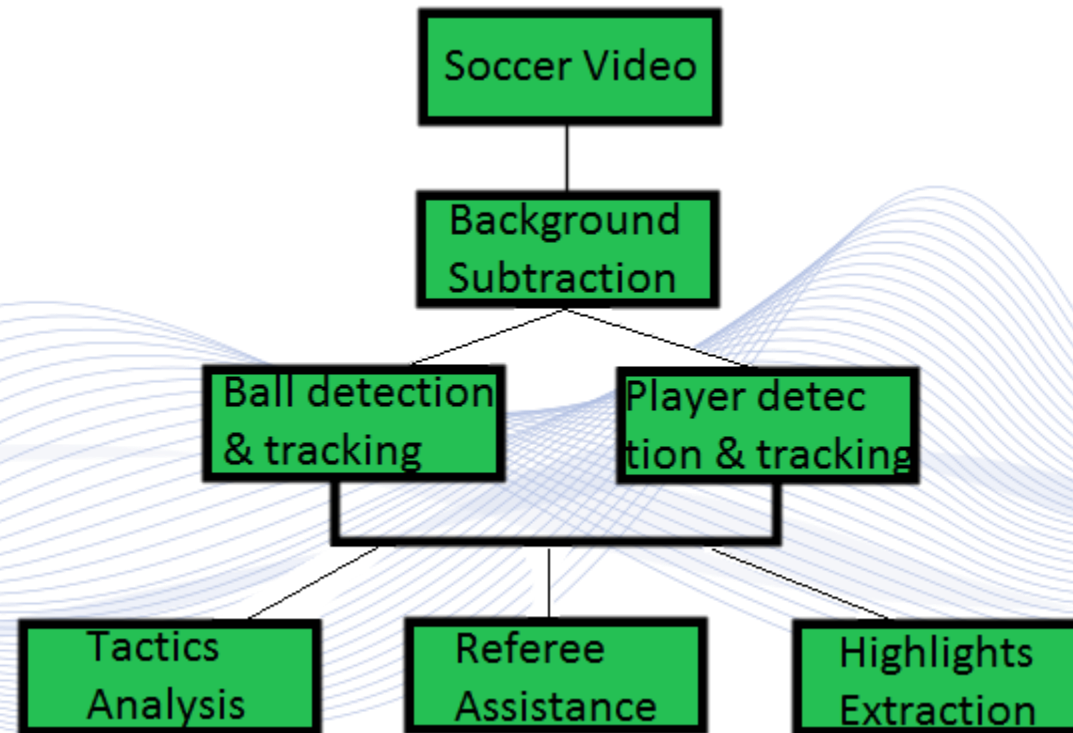 Soccer Video
Background
Subtraction
Ball detection
& tracking
Player detec
tion & tracking
Tactics
Analysis
Referee
Assistance
Highlights
Extraction